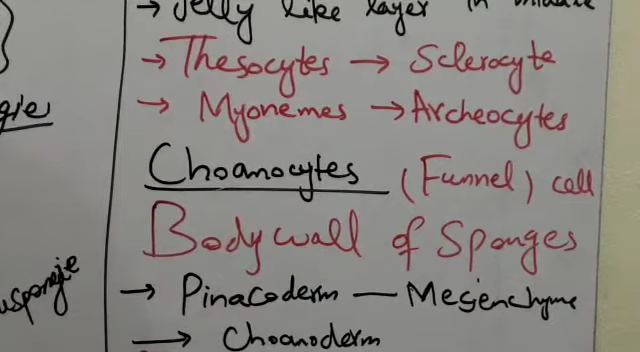 → Jelly like layer in middle
→ Thesocytes → Sclerocyte
→ Myonemes → Archeocytes
gie
Choanocytes (Funnel) cell
Body wall of Sponges
→ Pinacoderm — Mesenchyme
→ Choanoderm